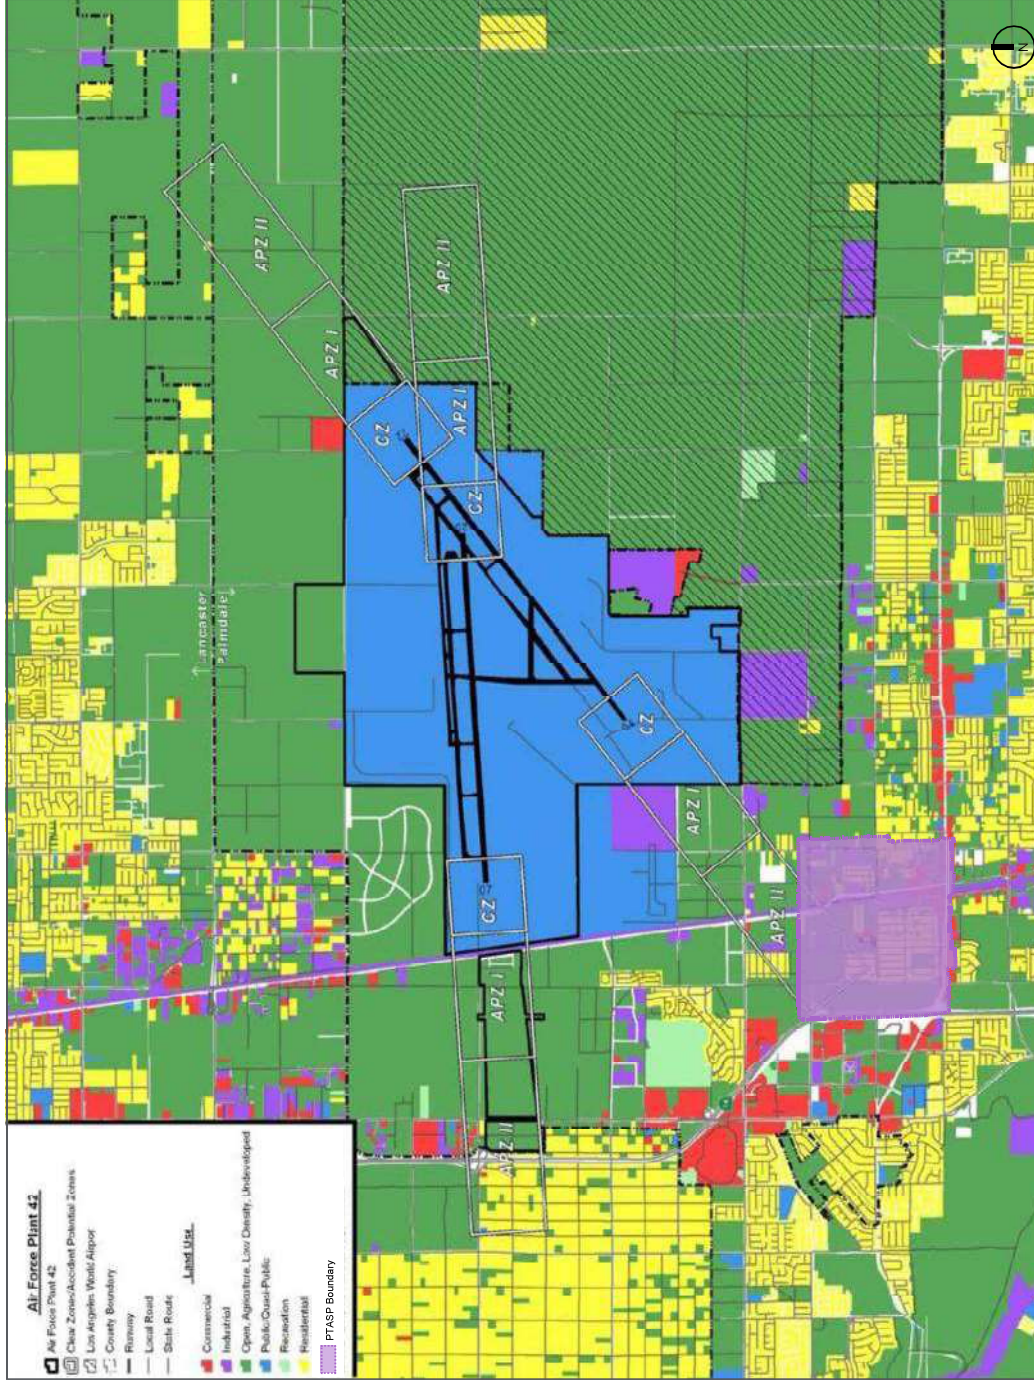 Air Force Plant 42
Air Force Plant 42
Clear Zones/Accident Potential Zones
Los Angeles World Airport
County Boundary
Runway
Local Road
State Route
Land Use
Commercial
Industrial
Open, Agriculture, Low Density, Undeveloped
Public/Quasi-Public
Recreation
Residential
PTASP Boundary
Lancaster
Palmdale
APZ II
APZ I
CZ
APZ II
APZ I
CZ
CZ
APZ I
APZ II
CZ
APZ I
APZ II
N